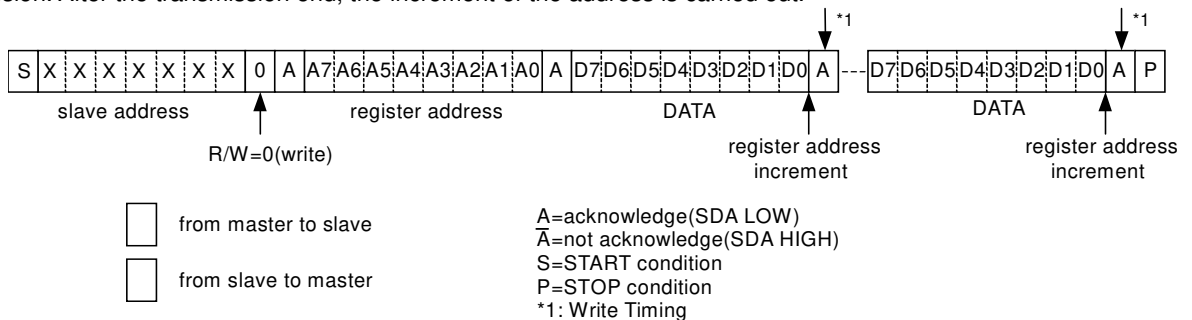 sion. After the transmission end, the increment of the address is carried out.
*1 *1
S X X X X X X X 0 A A7 A6 A5 A4 A3 A2 A1 A0 A D7 D6 D5 D4 D3 D2 D1 D0 A D7 D6 D5 D4 D3 D2 D1 D0 A P
slave address register address DATA DATA
R/W=0(write) register address register address
increment increment
from master to slave
from slave to master
A=acknowledge(SDA LOW)
A̅=not acknowledge(SDA HIGH)
S=START condition
P=STOP condition
*1: Write Timing